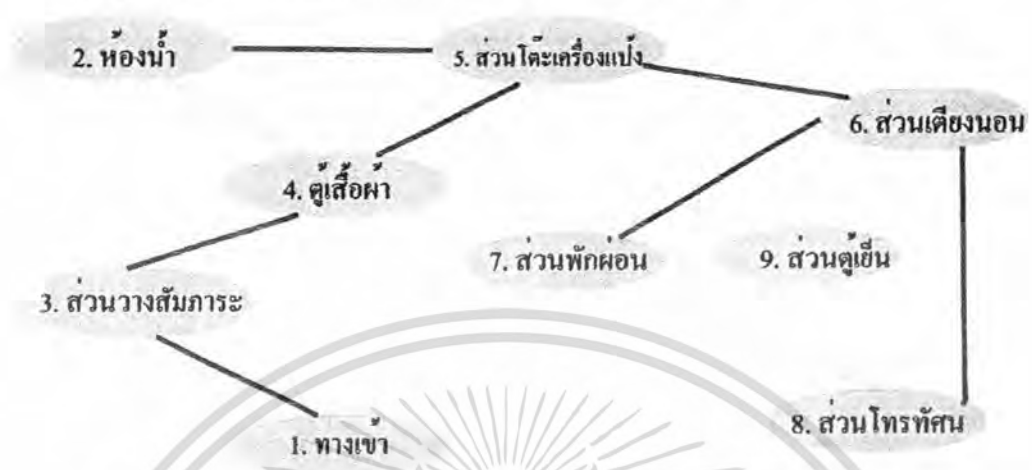 2. ห้องน้ำ
5. ส่วนโต๊ะเครื่องแป้ง
6. ส่วนเตียงนอน
4. ตู้เสื้อผ้า
7. ส่วนพักผ่อน
9. ส่วนตู้เย็น
3. ส่วนวางสัมภาระ
8. ส่วนโทรทัศน
1. ทางเข้า